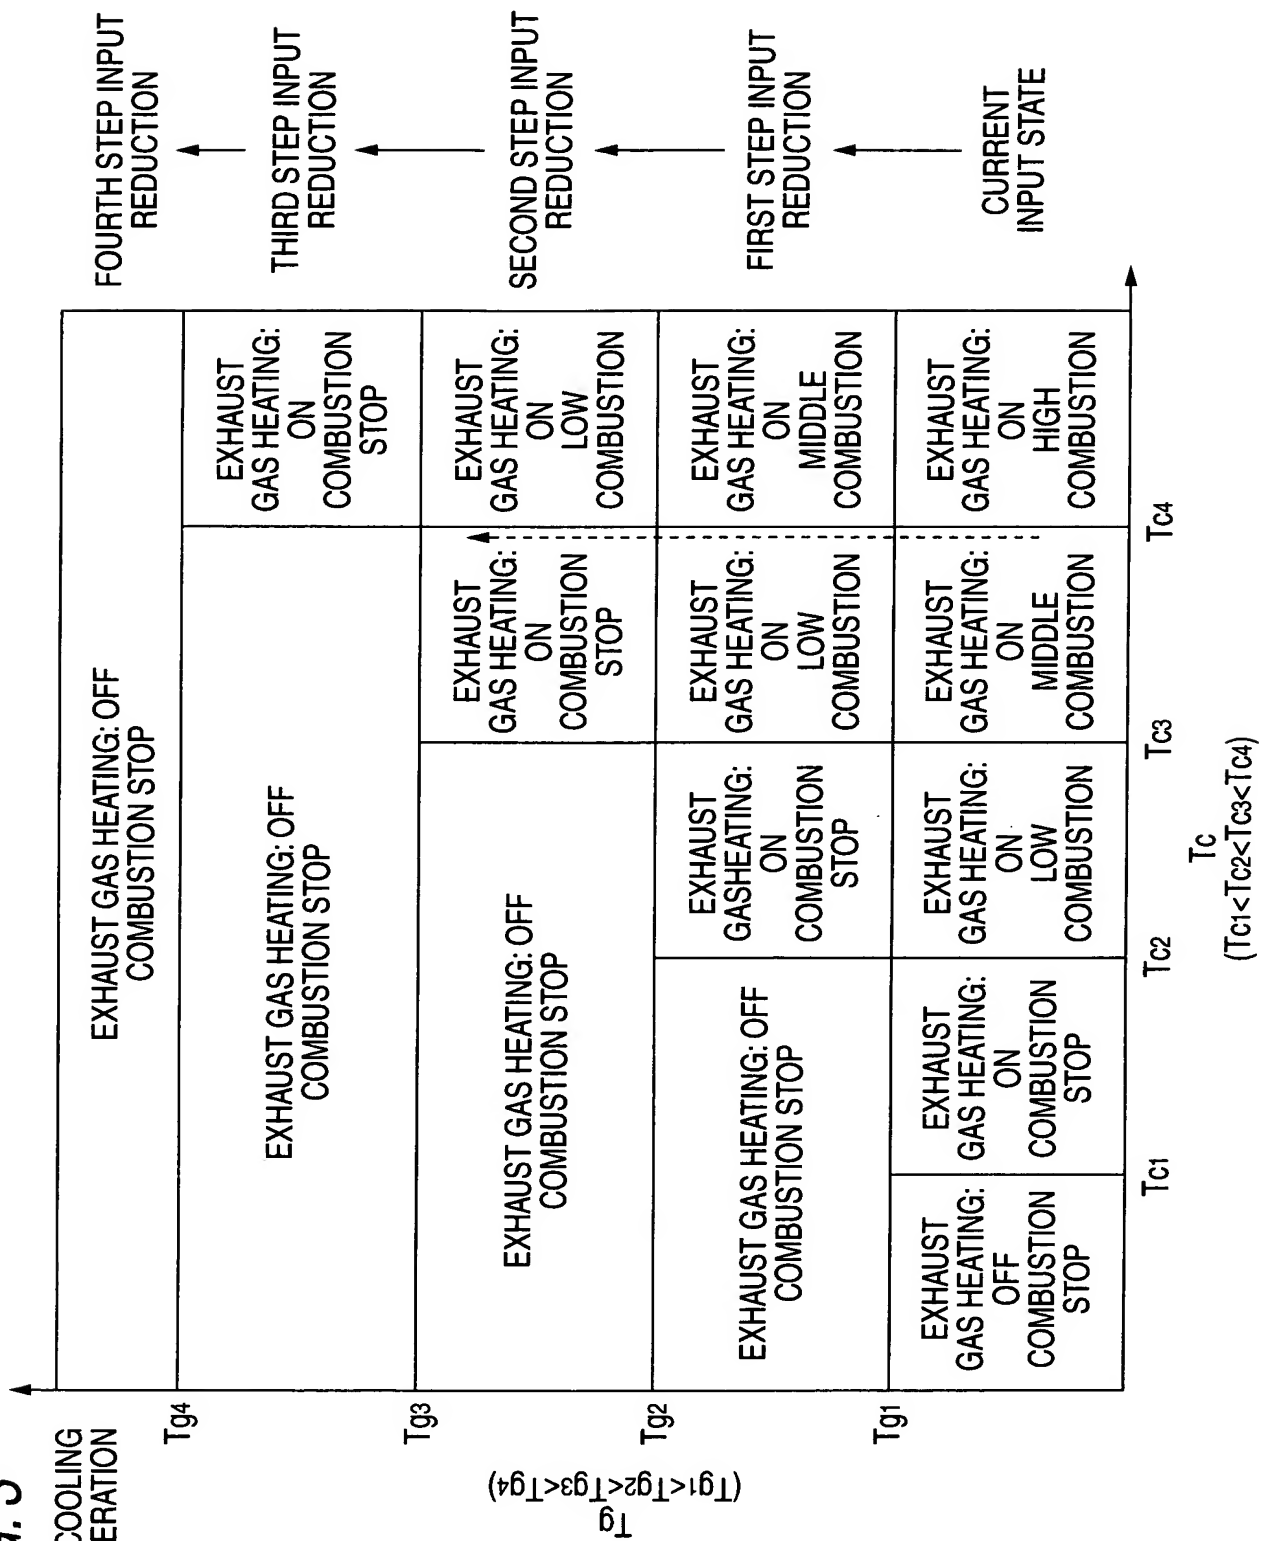 COOLING
Tg4
Tg3
Tg2
Tg1
Tg
(Tg1<Tg2<Tg3<Tg4)
EXHAUST GAS HEATING: OFF
COMBUSTION STOP
FOURTH STEP INPUT
REDUCTION
EXHAUST GAS HEATING: OFF
COMBUSTION STOP
EXHAUST
GAS HEATING:
ON
COMBUSTION
STOP
THIRD STEP INPUT
REDUCTION
EXHAUST GAS HEATING: OFF
COMBUSTION STOP
EXHAUST
GAS HEATING:
ON
COMBUSTION
STOP
EXHAUST
GAS HEATING:
ON
LOW
COMBUSTION
SECOND STEP INPUT
REDUCTION
EXHAUST GAS HEATING: OFF
COMBUSTION STOP
EXHAUST
GASHEATING:
ON
COMBUSTION
STOP
EXHAUST
GAS HEATING:
ON
LOW
COMBUSTION
EXHAUST
GAS HEATING:
ON
MIDDLE
COMBUSTION
FIRST STEP INPUT
REDUCTION
EXHAUST
GAS HEATING:
OFF
COMBUSTION
STOP
EXHAUST
GAS HEATING:
ON
COMBUSTION
STOP
EXHAUST
GAS HEATING:
ON
LOW
COMBUSTION
EXHAUST
GAS HEATING:
ON
MIDDLE
COMBUSTION
EXHAUST
GAS HEATING:
ON
HIGH
COMBUSTION
CURRENT
INPUT STATE
Tc1
Tc2
Tc3
Tc4
Tc
(Tc1<Tc2<Tc3<Tc4)